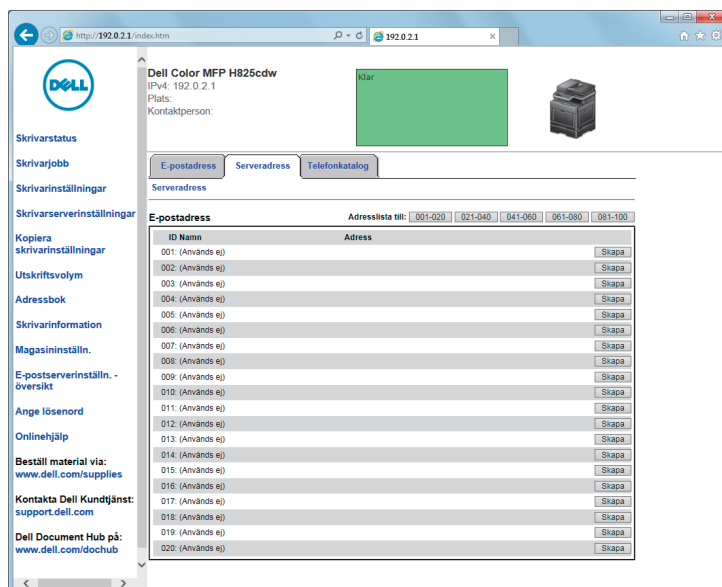 http://192.0.2.1/index.htm
192.0.2.1
DELL
Dell Color MFP H825cdw
IPv4: 192.0.2.1
Plats:
Kontaktperson:
Klar
Skrivarstatus
Skrivarjobb
Skrivarinställningar
Skrivarserverinställningar
Kopiera
skrivarinställningar
Utskriftsvolym
Adressbok
Skrivarinformation
Magasininställn.
E-postserverinställn. -
översikt
Ange lösenord
Onlinehjälp
Beställ material via:
www.dell.com/supplies
Kontakta Dell Kundtjänst:
support.dell.com
Dell Document Hub på:
www.dell.com/dochub
E-postadress Serveradress Telefonkatalog
Serveradress
E-postadress Adresslista till: 001-020 021-040 041-060 061-080 081-100
ID Namn Adress
001: (Används ej) Skapa
002: (Används ej) Skapa
003: (Används ej) Skapa
004: (Används ej) Skapa
005: (Används ej) Skapa
006: (Används ej) Skapa
007: (Används ej) Skapa
008: (Används ej) Skapa
009: (Används ej) Skapa
010: (Används ej) Skapa
011: (Används ej) Skapa
012: (Används ej) Skapa
013: (Används ej) Skapa
014: (Används ej) Skapa
015: (Används ej) Skapa
016: (Används ej) Skapa
017: (Används ej) Skapa
018: (Används ej) Skapa
019: (Används ej) Skapa
020: (Används ej) Skapa